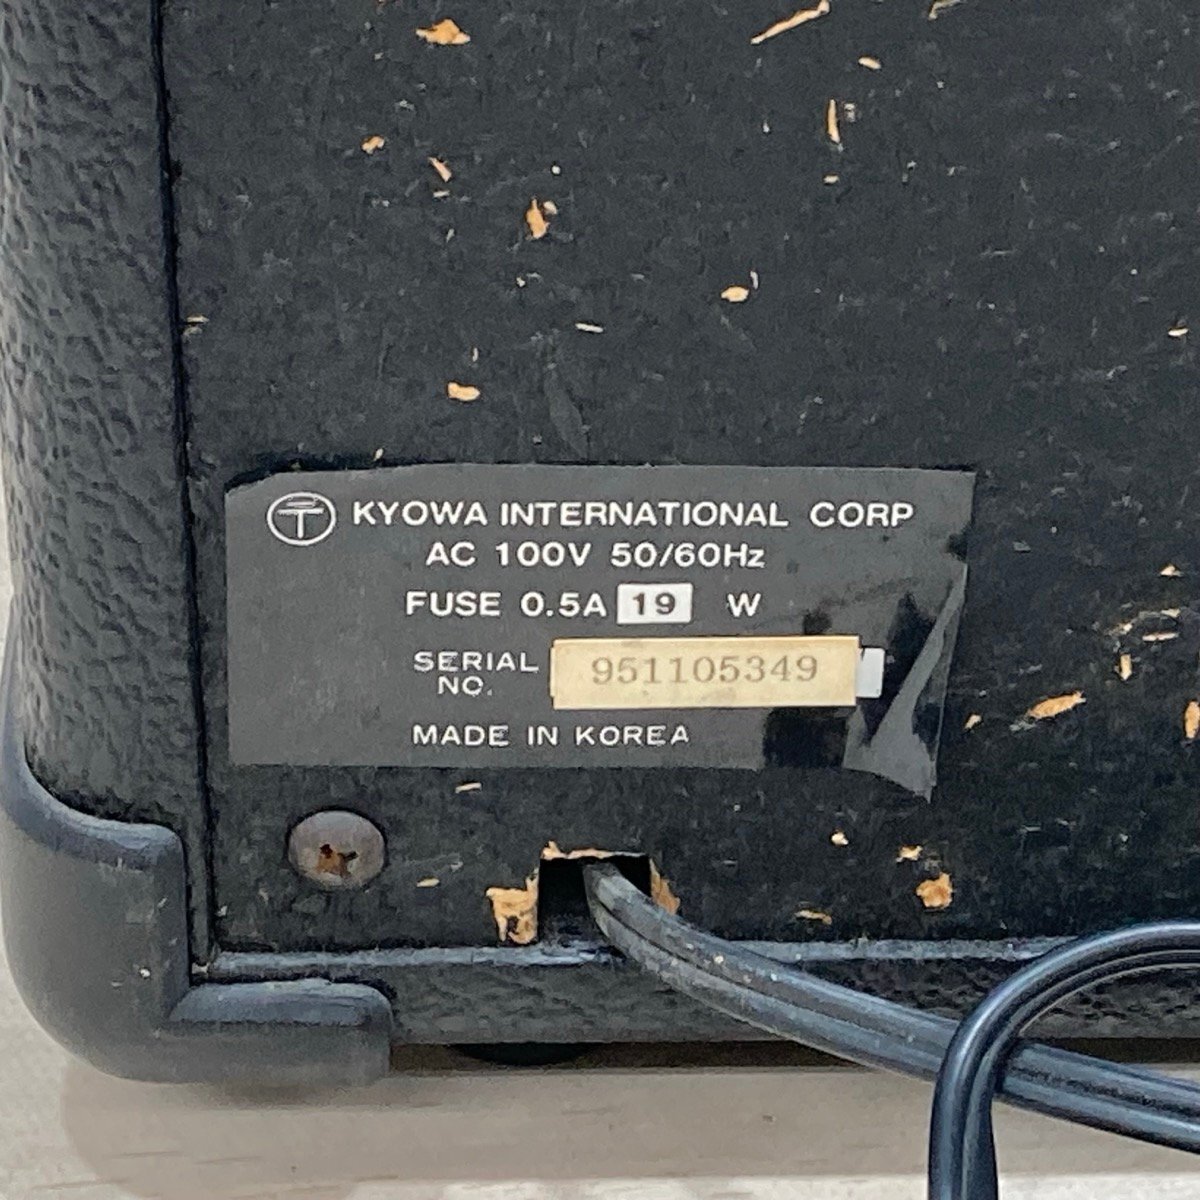 KYOWA INTERNATIONAL CORP
AC 100V 50/60Hz
FUSE 0.5A 19 W
SERIAL NO. 951105349
MADE IN KOREA